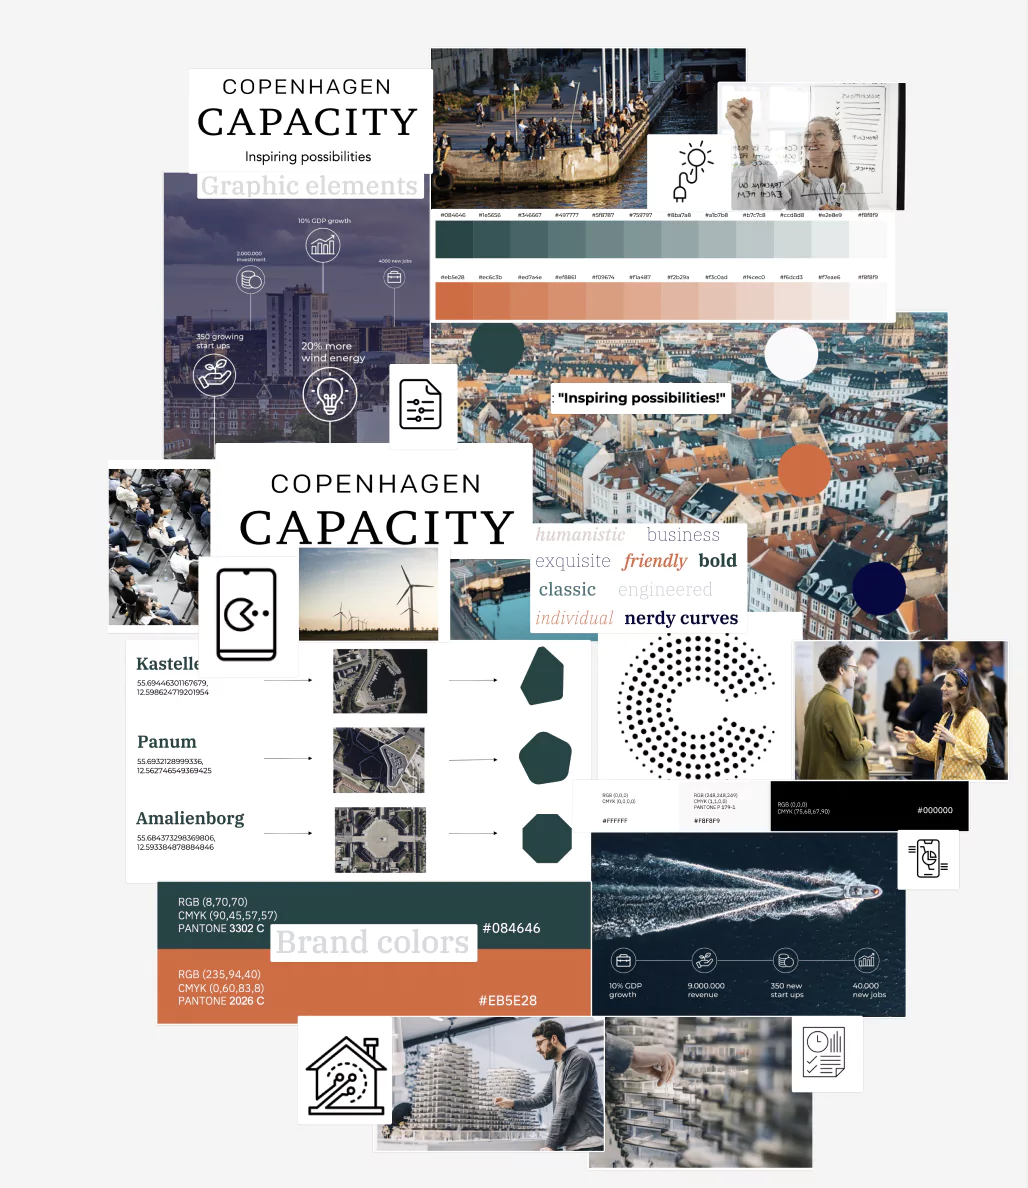 COPENHAGEN
CAPACITY
Inspiring possibilities
Graphic elements
10% GDP growth
2.000.000
investment
4000 new jobs
350 growing
start ups
20% more
wind energy
#084646 #1e5656 #346667 #497777 #5f8787 #759797 #8ba7a8 #a1b7b8 #b7c7c8 #ccd8d8 #e2e8e9 #f8f8f9
#eb5e28 #ec6c3b #ed7a4e #ef8861 #f09674 #f1a487 #f2b29a #f3c0ad #f4cec0 #f6dcd3 #f7eae6 #f8f8f9
: "Inspiring possibilities!"
COPENHAGEN
CAPACITY
humanistic business
exquisite friendly bold
classic engineered
individual nerdy curves
55.69446301167679,
12.598624719201954
Panum
55.6932128999336,
12.562746549369425
Amalienborg
55.684373298369806,
12.593384878884846
RGB (0,0,2)
CMYK (0,0,0,0)
#FFFFFF
RGB (248,248,249)
CMYK (1,1,0,0)
PANTONE P 179-1
#F8F8F9
RGB (0,0,0)
CMYK (75,68,67,90)
#000000
RGB (8,70,70)
CMYK (90,45,57,57)
PANTONE 3302 C
#084646
Brand colors
RGB (235,94,40)
CMYK (0,60,83,8)
PANTONE 2026 C
#EB5E28
10% GDP
growth
9.000.000
revenue
350 new
start ups
40.000
new jobs